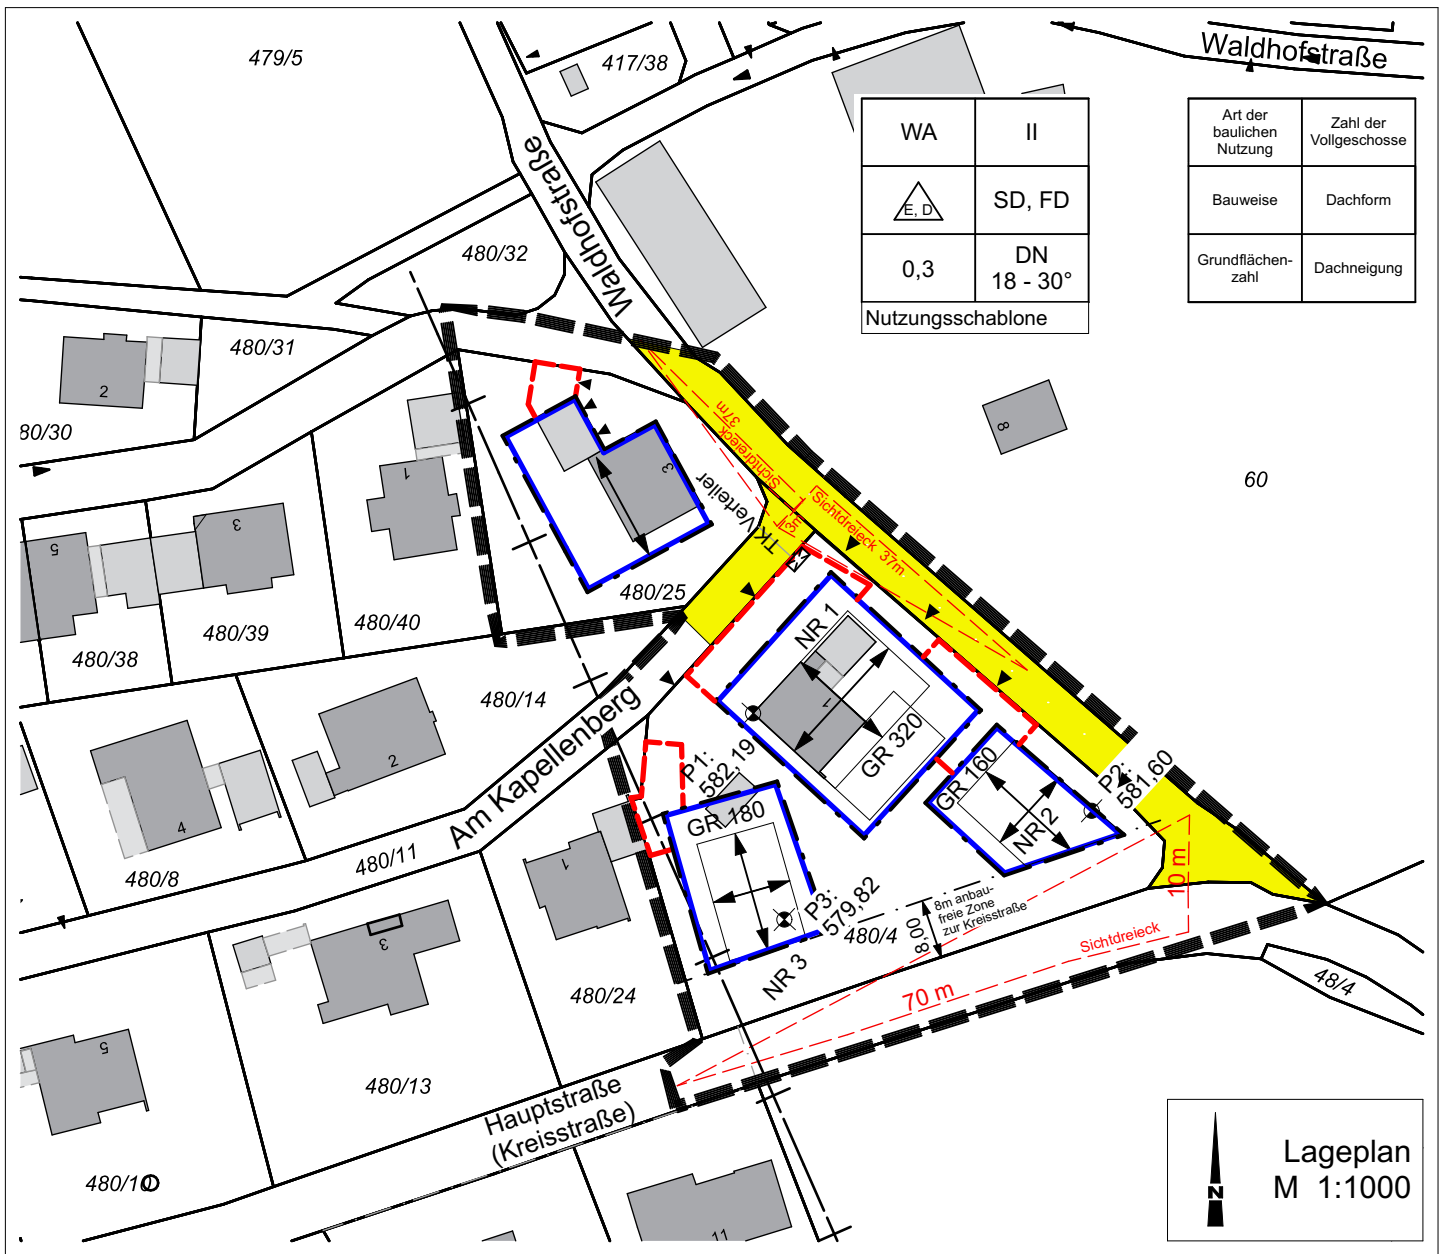 479/5
417/38
Waldhofstraße
WA
II
E, D
SD, FD
0,3
DN
18 - 30°
Nutzungsschablone
Art der
baulichen
Nutzung
Zahl der
Vollgeschosse
Bauweise
Dachform
Grundflächen-
zahl
Dachneigung
Waldhofstraße
480/32
480/31
2
80/30
1
3
8
60
37m
Sichtdreieck
Sichtdreieck 37m
3m
TK Verteiler
3
5
480/39
480/38
480/40
480/25
480/14
NR 1
1
GR 320
GR 160
NR 2
P1:
582,19
P2:
581,60
GR 180
P3:
579,82
NR 3
2
4
Am Kapellenberg
480/11
480/8
1
480/4
8,00
8m anbau-
freie Zone
zur Kreisstraße
10 m
Sichtdreieck
70 m
48/4
3
480/24
5
480/13
Hauptstraße
(Kreisstraße)
480/10
11
N
Lageplan
M 1:1000